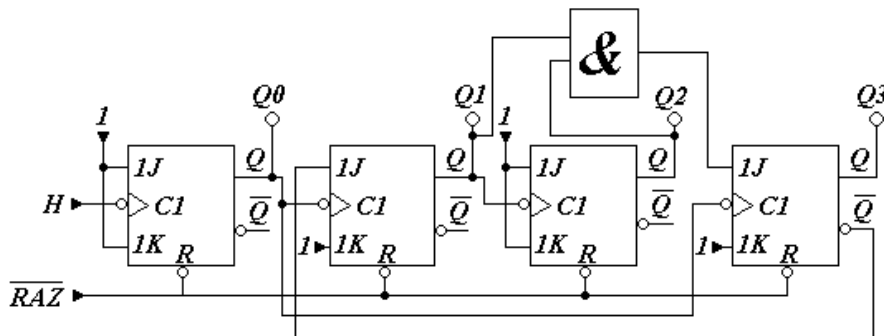 &
Q0 Q1 Q2 Q3
1 1
1J Q 1J Q 1J Q 1J Q
H C1 Q̅ C1 Q̅ C1 Q̅ C1 Q̅
1K R 1 1K R 1K R 1 1K R
R̅A̅Z̅